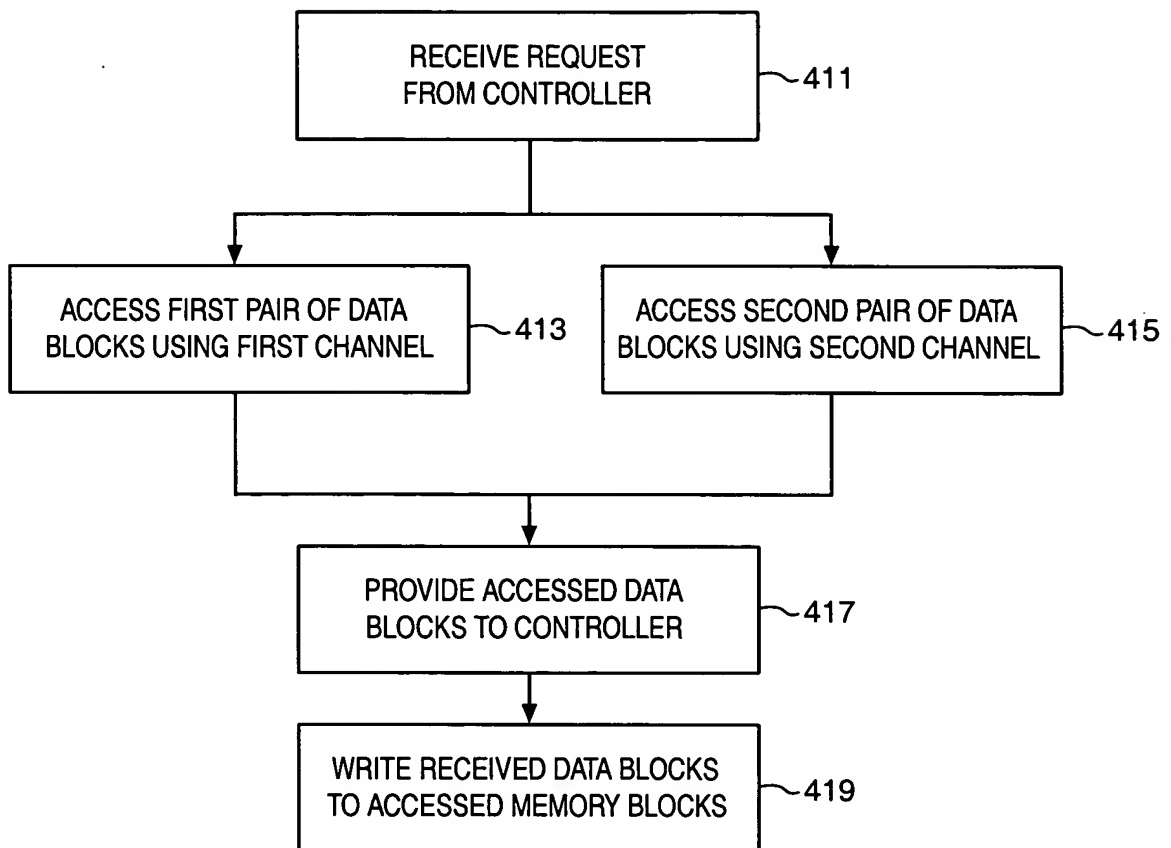 RECEIVE REQUEST
FROM CONTROLLER
411
ACCESS FIRST PAIR OF DATA
BLOCKS USING FIRST CHANNEL
413
ACCESS SECOND PAIR OF DATA
BLOCKS USING SECOND CHANNEL
415
PROVIDE ACCESSED DATA
BLOCKS TO CONTROLLER
417
WRITE RECEIVED DATA BLOCKS
TO ACCESSED MEMORY BLOCKS
419